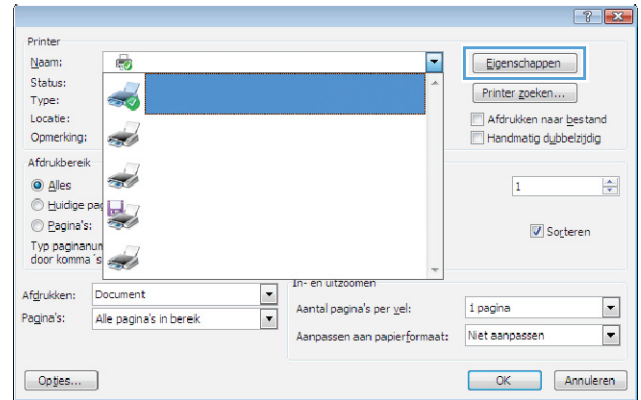 Printer
Naam:
Eigenschappen
Status:
Type:
Printer zoeken...
Locatie:
Afdrukken naar bestand
Opmerking:
Handmatig dubbelzijdig
Afdrukbereik
Alles
1
Huidige pag
Pagina's:
Sorteren
Typ paginanum
door komma 's
Afdrukken: Document
Pagina's: Alle pagina's in bereik
In- en uitzoomen
Aantal pagina's per vel: 1 pagina
Aanpassen aan papierformaat: Niet aanpassen
Opties...
OK
Annuleren